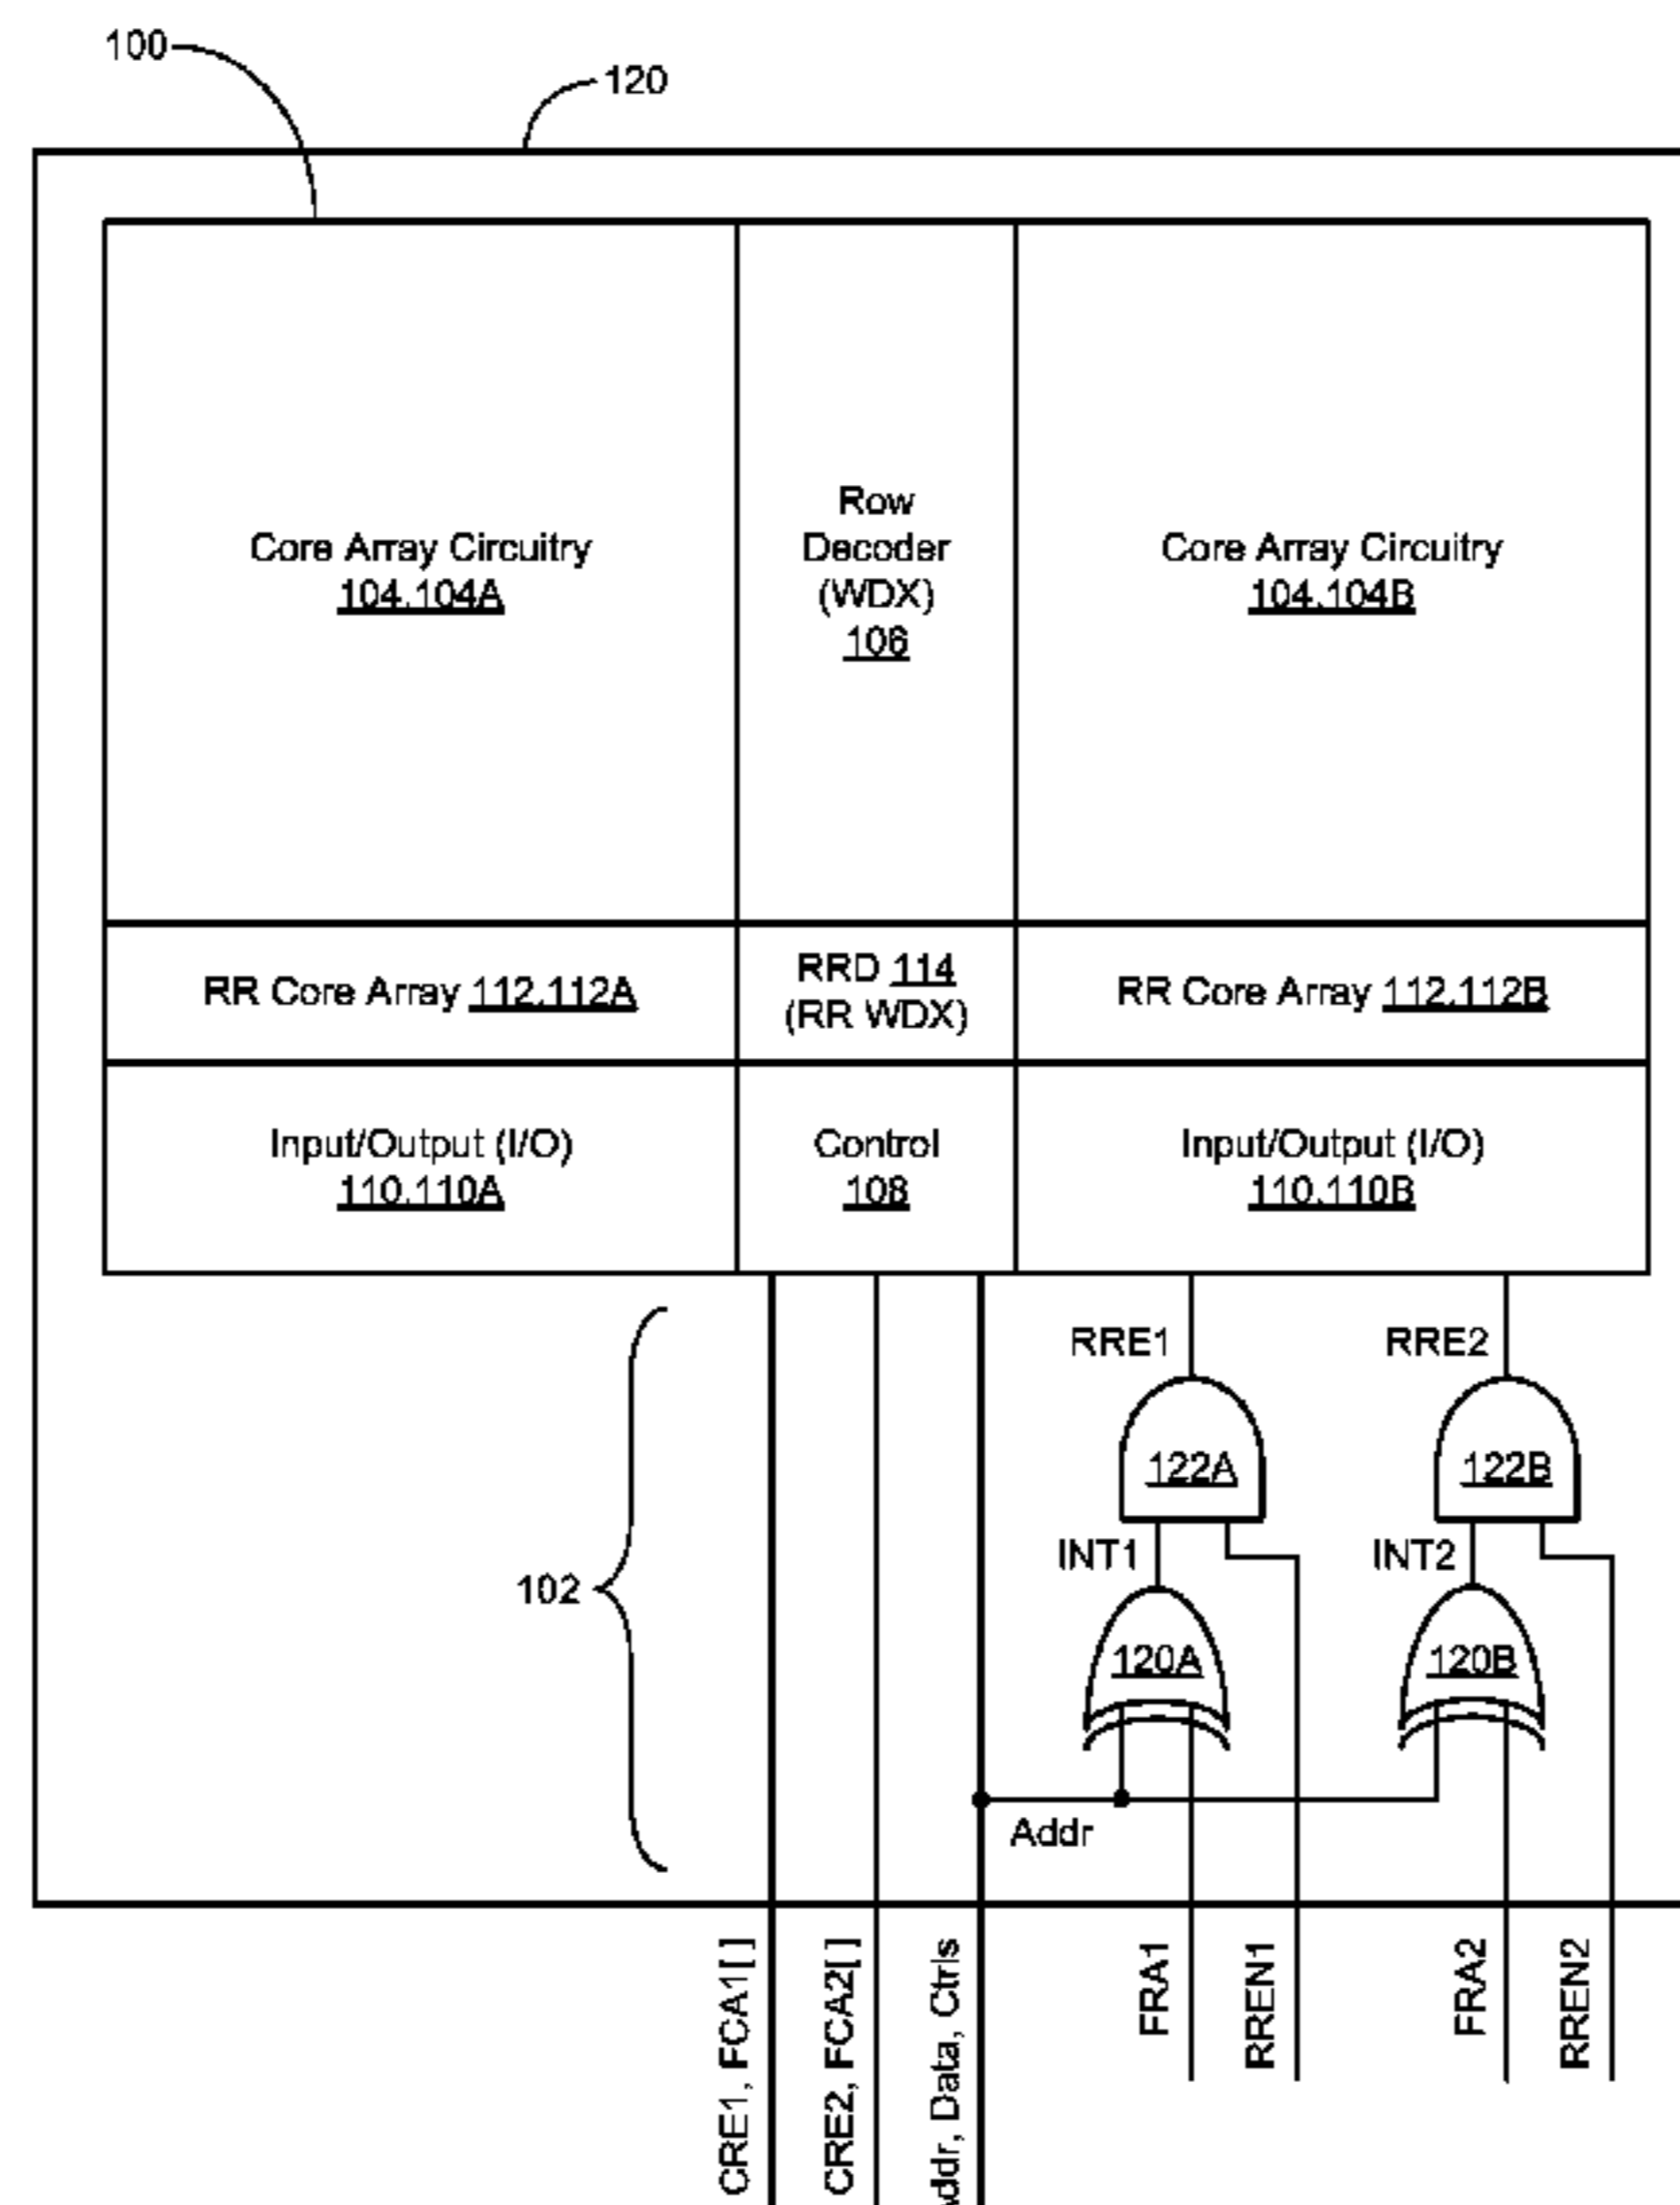 100
120
Core Array Circuitry
104,104A
Row
Decoder
(WDX)
106
Core Array Circuitry
104,104B
RR Core Array 112,112A
RRD 114
(RR WDX)
RR Core Array 112,112B
Input/Output (I/O)
110,110A
Control
108
Input/Output (I/O)
110,110B
RRE1
RRE2
122A
122B
INT1
INT2
102
120A
120B
Addr
CRE1, FCA1[ ]
CRE2, FCA2[ ]
Addr, Data, Ctrls
FRA1
RREN1
FRA2
RREN2